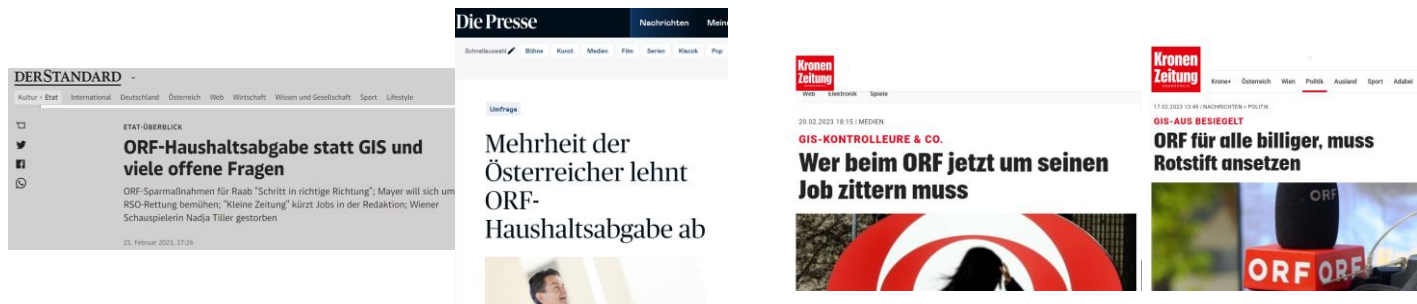 DERSTANDARD
Kultur › Etat International Deutschland Österreich Web Wirtschaft Wissen und Gesellschaft Sport Lifestyle
ETAT-ÜBERBLICK
ORF-Haushaltsabgabe statt GIS und
viele offene Fragen
ORF-Sparmaßnahmen für Raab "Schritt in richtige Richtung"; Mayer will sich um
RSO-Rettung bemühen; "Kleine Zeitung" kürzt Jobs in der Redaktion; Wiener
Schauspielerin Nadja Tiller gestorben
21. Februar 2023, 17:26
Die Presse
Nachrichten Mein
Schnellauswahl Bühne Kunst Medien Film Serien Klassik Pop
Umfrage
Mehrheit der
Österreicher lehnt
ORF-
Haushaltsabgabe ab
Kronen
Zeitung
Web Elektronik Spiele
20.02.2023 18:15 | MEDIEN
GIS-KONTROLLEURE & CO.
Wer beim ORF jetzt um seinen
Job zittern muss
Kronen
Zeitung
Krone+ Österreich Wien Politik Ausland Sport Adabei
17.02.2023 13:49 | NACHRICHTEN > POLITIK
GIS-AUS BESIEGELT
ORF für alle billiger, muss
Rotstift ansetzen
ORF
ORF ORF